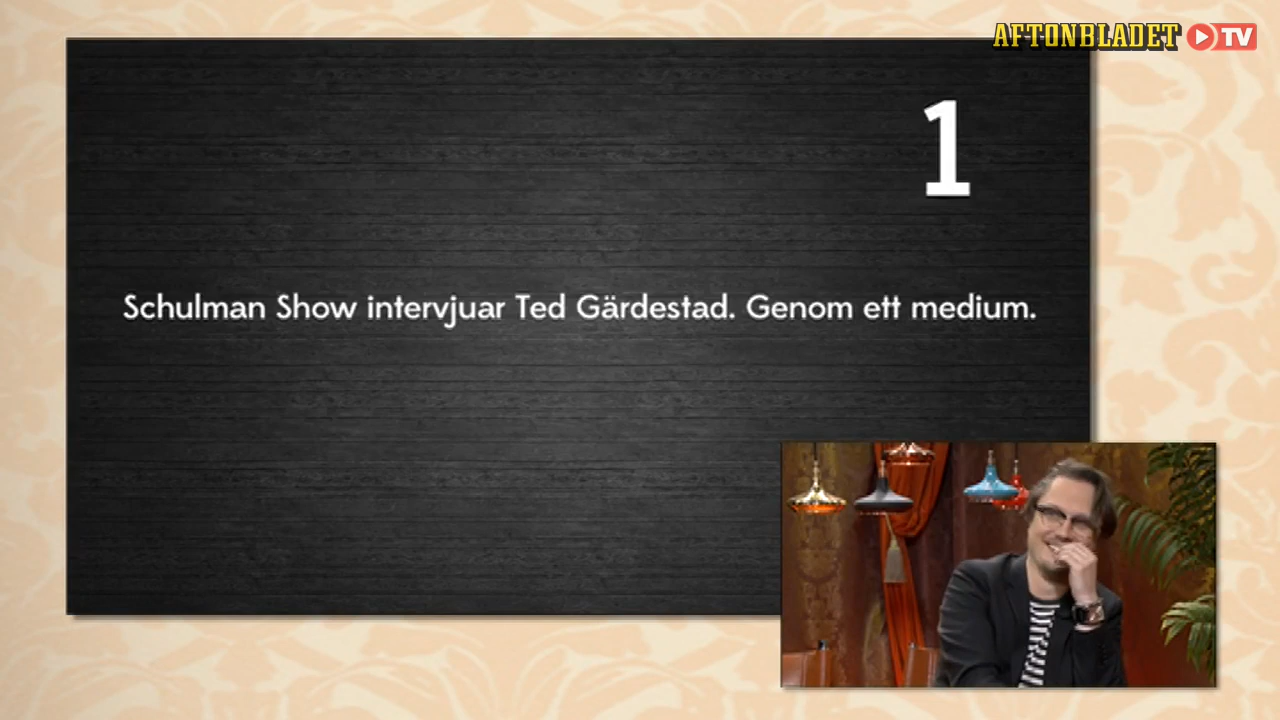 AFTONBLADET TV
1
Schulman Show intervjuar Ted Gärdestad. Genom ett medium.